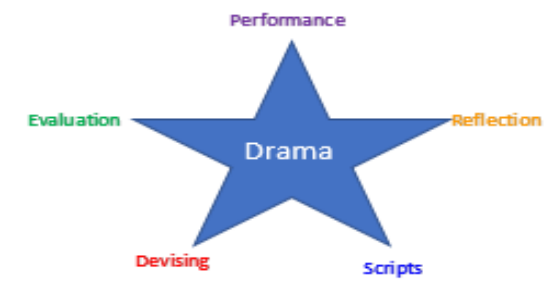 Performance
Evaluation
Reflection
Drama
Devising
Scripts